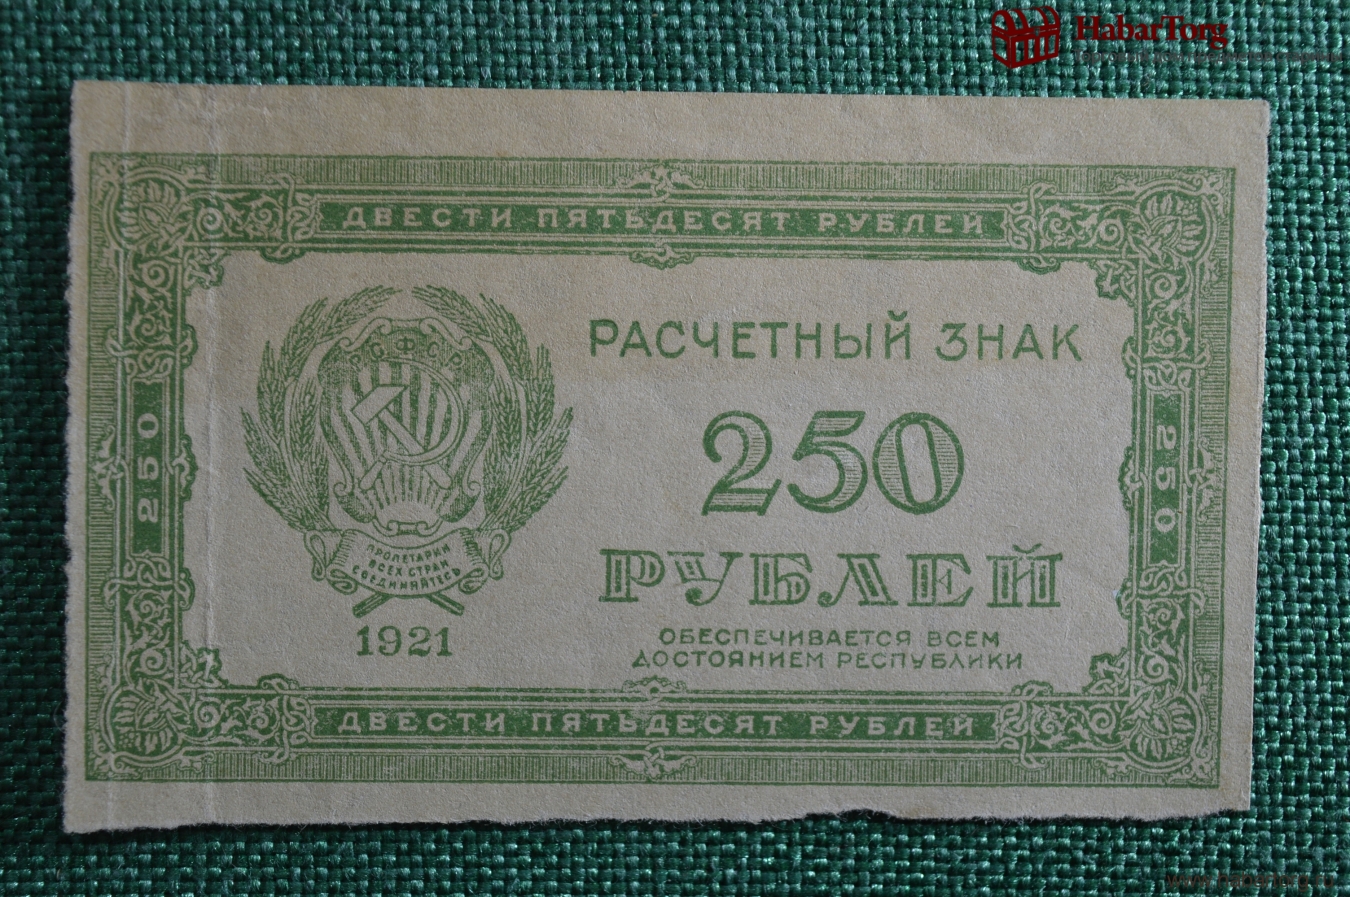 HabarTorg
ДВЕСТИ ПЯТЬДЕСЯТ РУБЛЕЙ
РСФСР
РАСЧЕТНЫЙ ЗНАК
250
250
250
РУБЛЕЙ
ПРОЛЕТАРИИ
ВСЕХ СТРАН
СОЕДИНЯЙТЕСЬ
1921
ОБЕСПЕЧИВАЕТСЯ ВСЕМ
ДОСТОЯНИЕМ РЕСПУБЛИКИ
ДВЕСТИ ПЯТЬДЕСЯТ РУБЛЕЙ